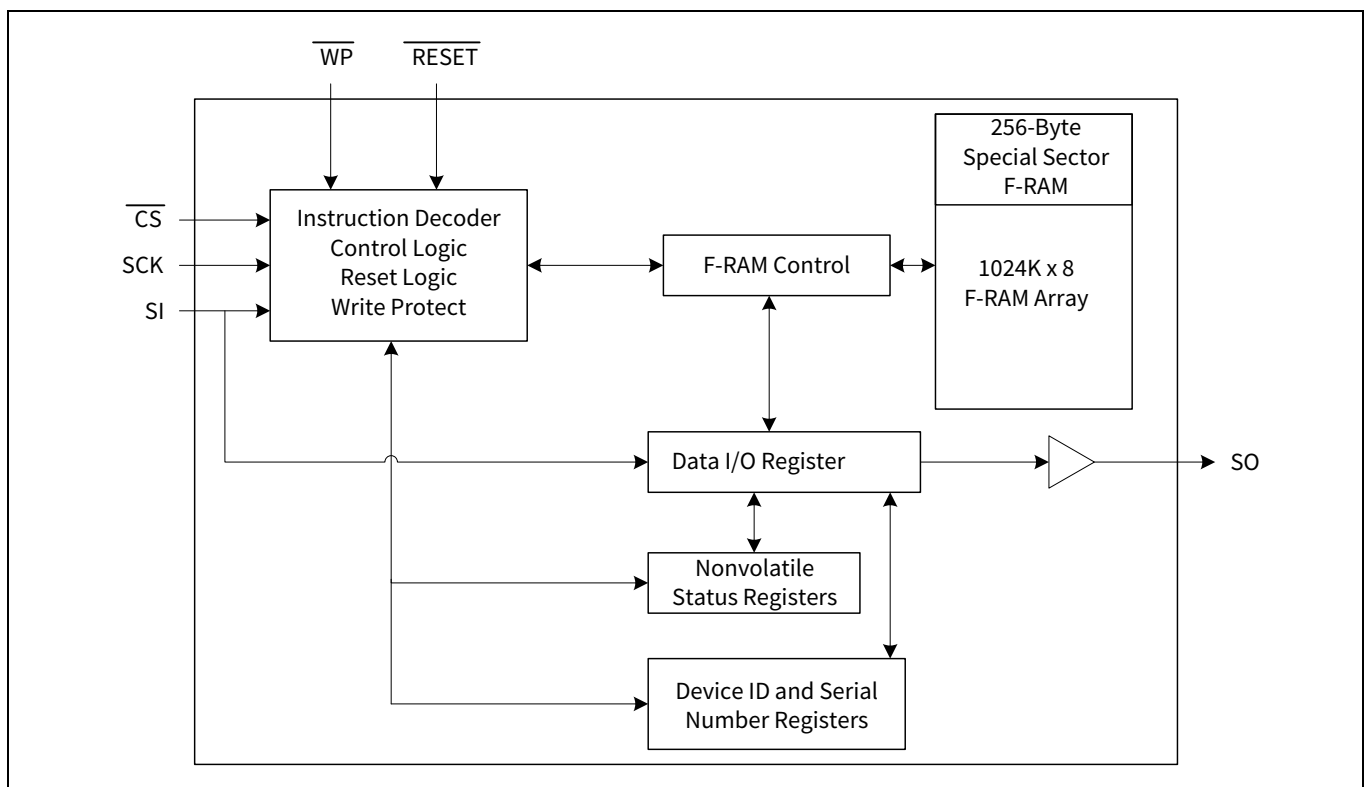 WP
RESET
256-Byte
Special Sector
F-RAM
CS
SCK
SI
Instruction Decoder
Control Logic
Reset Logic
Write Protect
F-RAM Control
1024K x 8
F-RAM Array
Data I/O Register
SO
Nonvolatile
Status Registers
Device ID and Serial
Number Registers